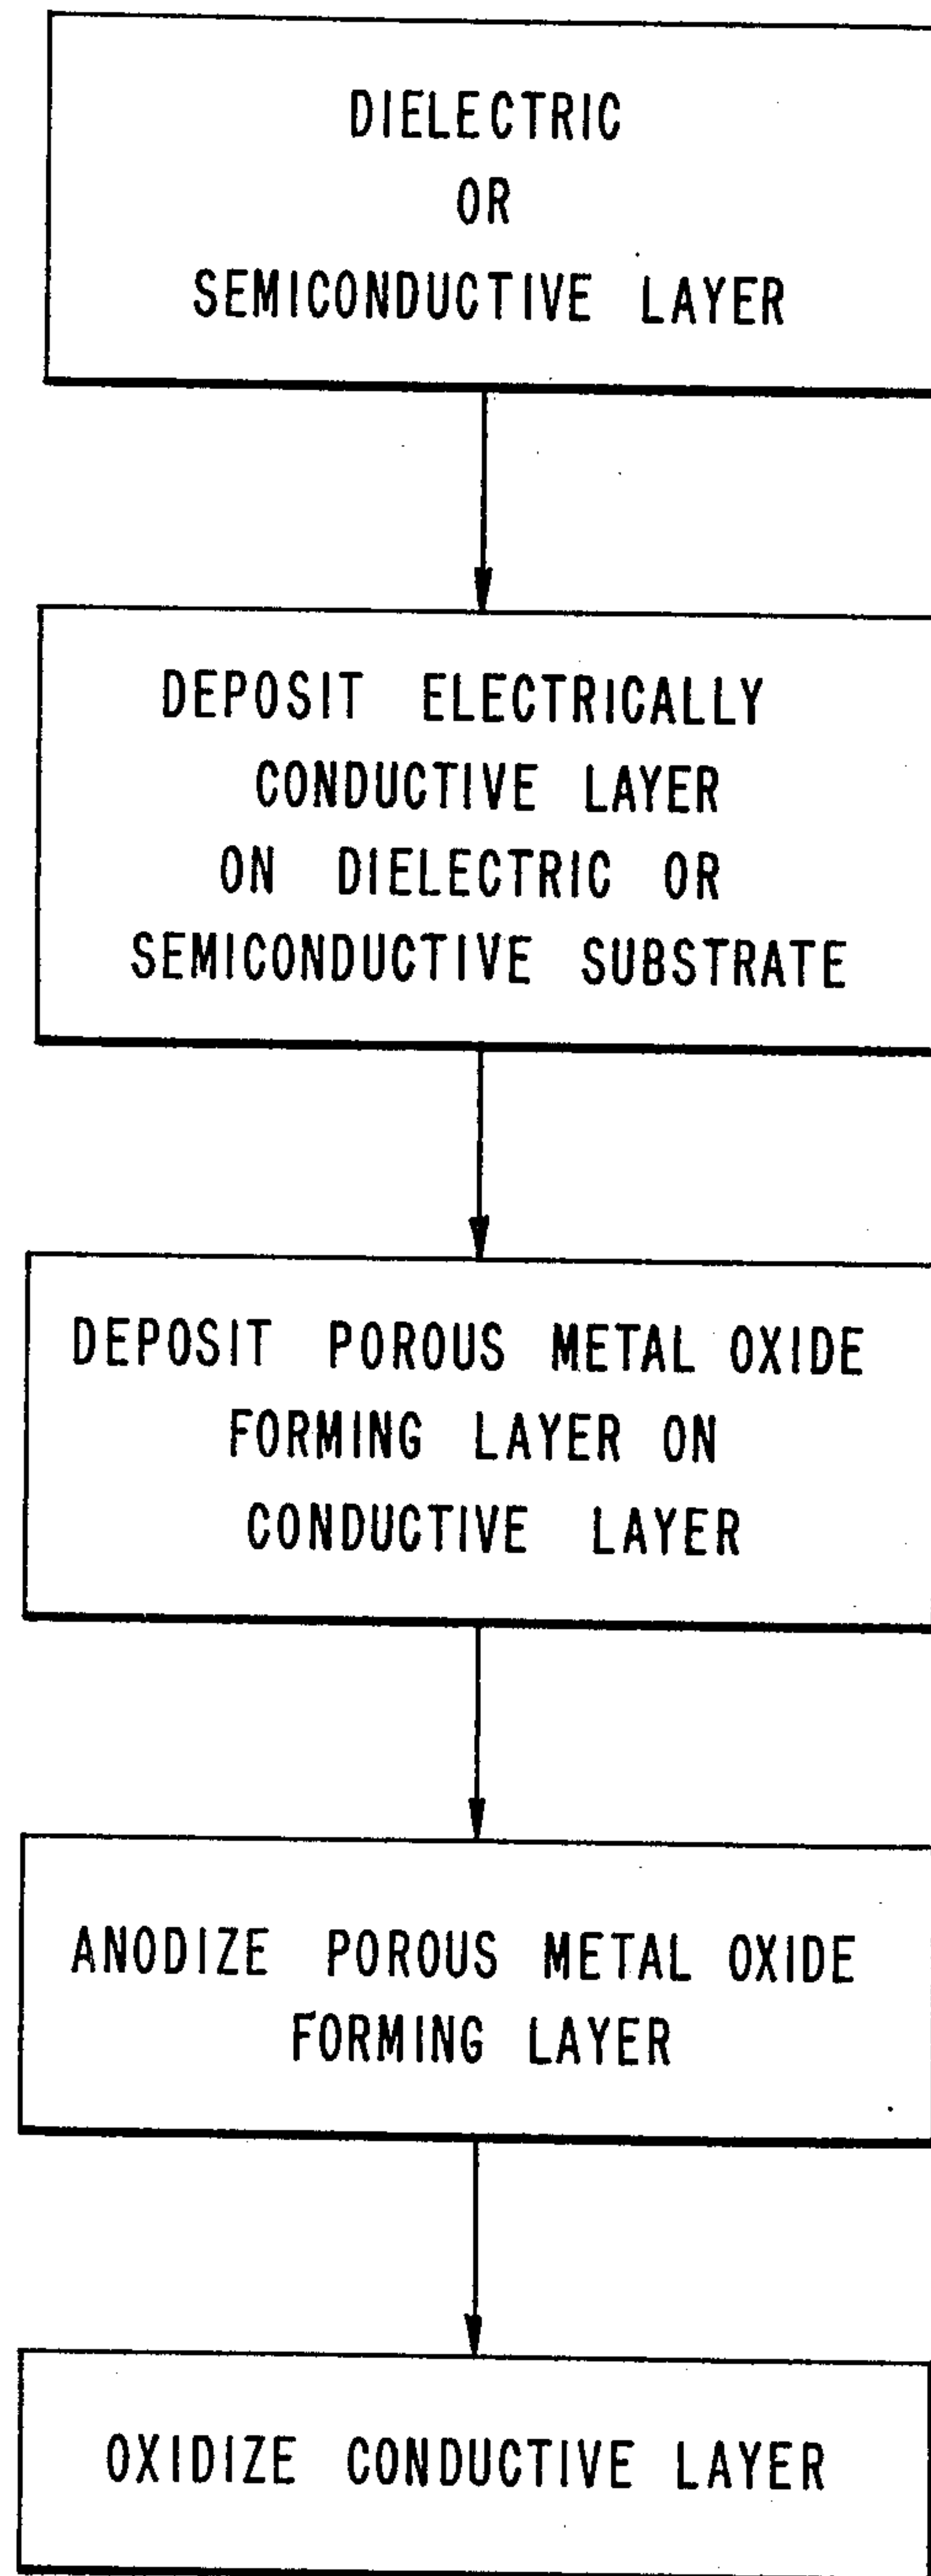 DIELECTRIC
OR
SEMICONDUCTIVE LAYER
DEPOSIT ELECTRICALLY
CONDUCTIVE LAYER
ON DIELECTRIC OR
SEMICONDUCTIVE SUBSTRATE
DEPOSIT POROUS METAL OXIDE
FORMING LAYER ON
CONDUCTIVE LAYER
ANODIZE POROUS METAL OXIDE
FORMING LAYER
OXIDIZE CONDUCTIVE LAYER